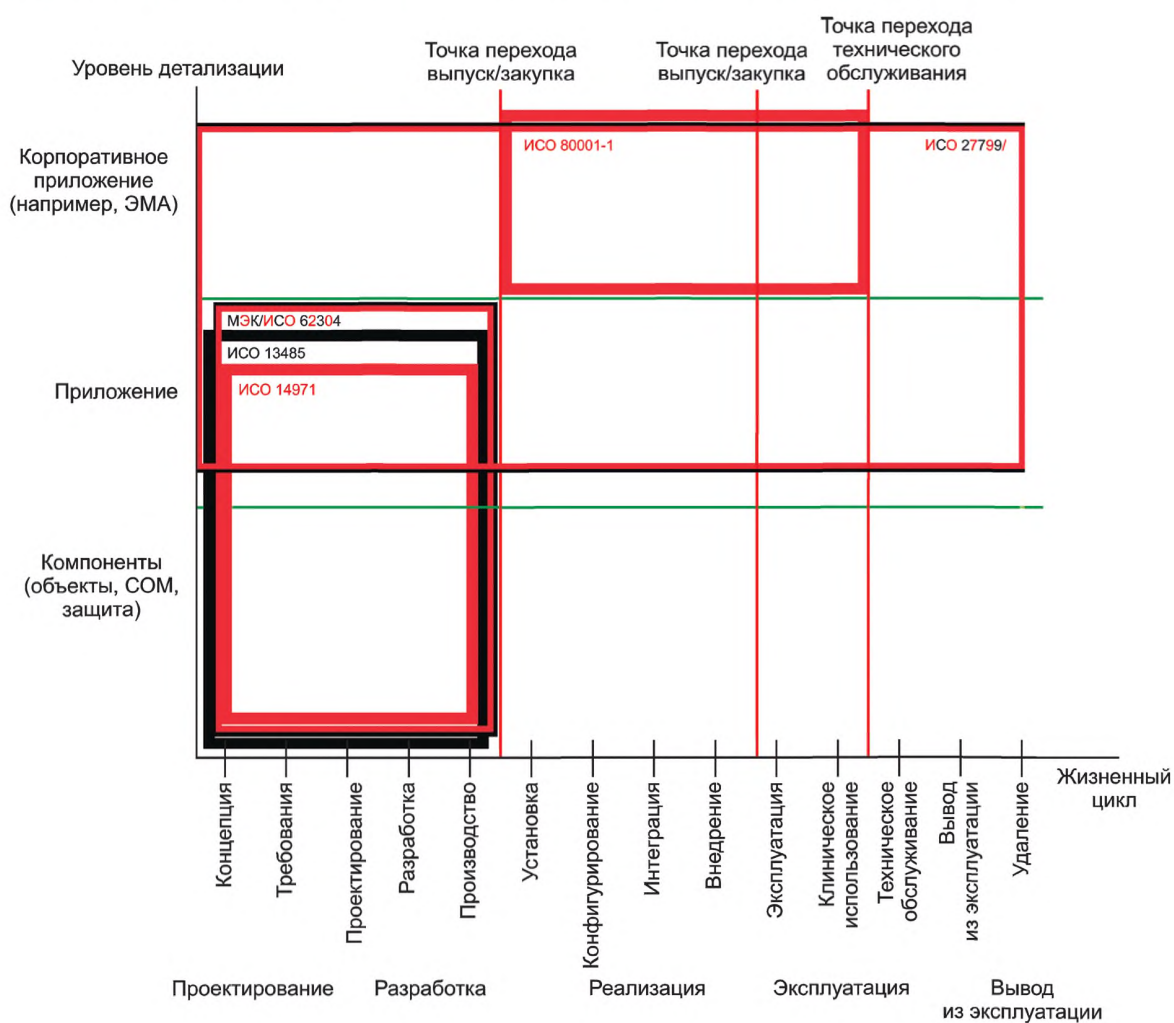 Уровень детализации
Точка перехода
выпуск/закупка
Точка перехода
выпуск/закупка
Точка перехода
технического
обслуживания
Корпоративное
приложение
(например, ЭМА)
ИСО 80001-1
ИСО 27799/
МЭК/ИСО 62304
ИСО 13485
ИСО 14971
Приложение
Компоненты
(объекты, СОМ,
защита)
Жизненный
цикл
Концепция
Требования
Проектирование
Разработка
Производство
Установка
Конфигурирование
Интеграция
Внедрение
Эксплуатация
Клиническое
использование
Техническое
обслуживание
Вывод
из эксплуатации
Удаление
Проектирование
Разработка
Реализация
Эксплуатация
Вывод
из эксплуатации